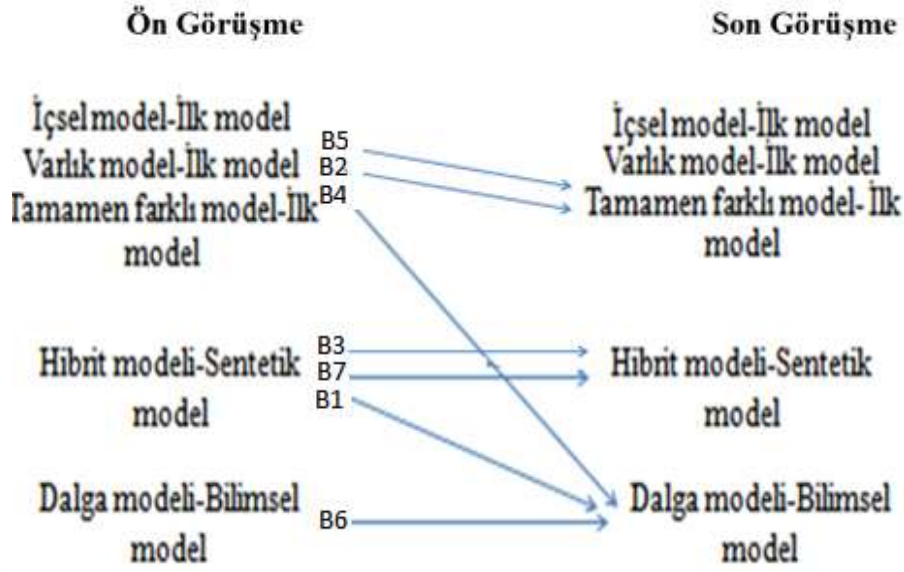 Ön Görüşme
Son Görüşme
İçsel model-İlk model
Varlık model-İlk model
Tamamen farklı model-İlk
model
B5
B2
B4
İçsel model-İlk model
Varlık model-İlk model
Tamamen farklı model- İlk
model
Hibrit modeli-Sentetik
model
B3
B7
B1
Hibrit modeli-Sentetik
model
Dalga modeli-Bilimsel
model
B6
Dalga modeli-Bilimsel
model